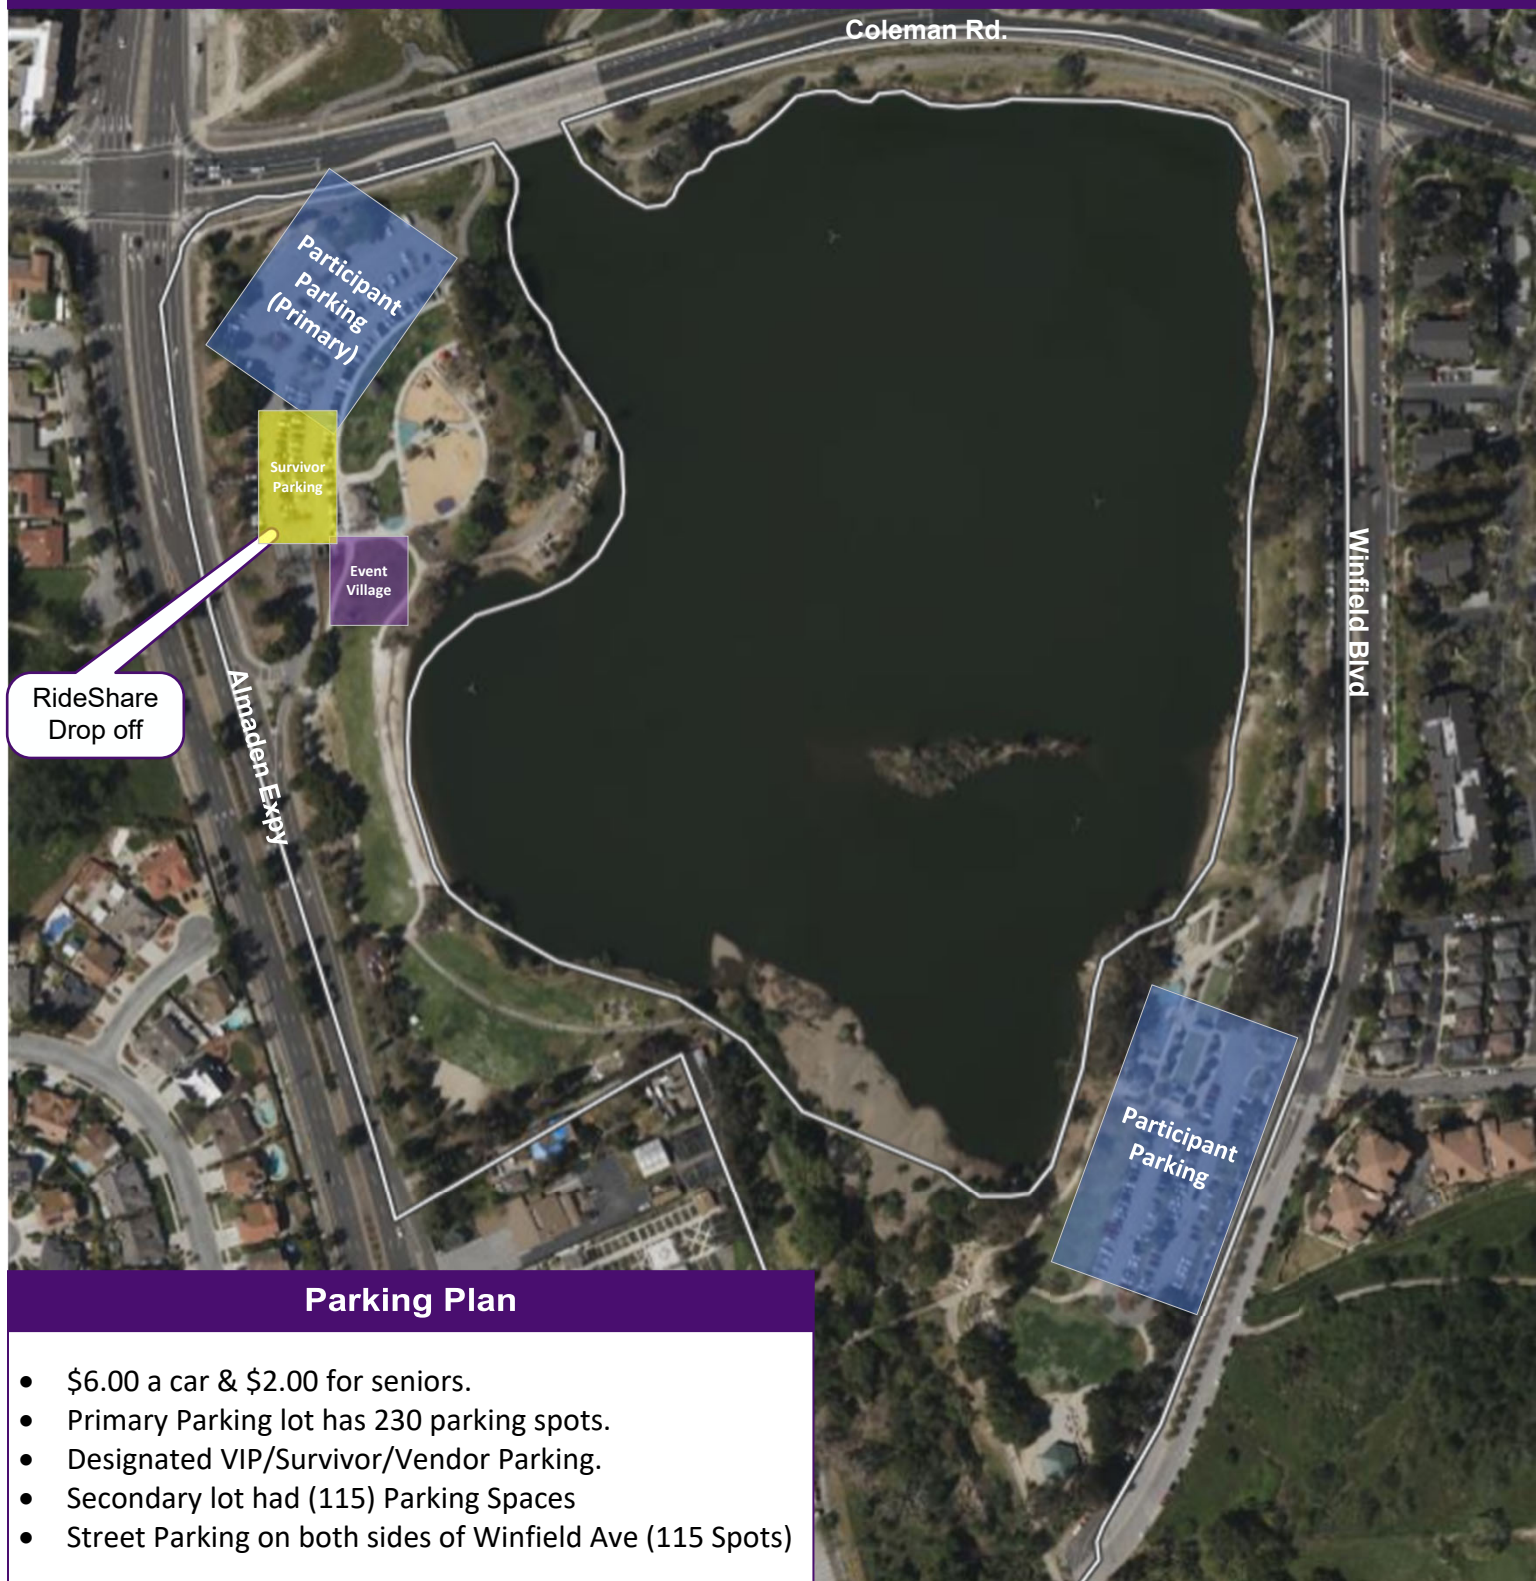 Coleman Rd.
Participant
Parking
(Primary)
Survivor
Parking
Event
Village
RideShare
Drop off
Almaden Expy
Winfield Blvd
Participant
Parking
Parking Plan
• $6.00 a car & $2.00 for seniors.
• Primary Parking lot has 230 parking spots.
• Designated VIP/Survivor/Vendor Parking.
• Secondary lot had (115) Parking Spaces
• Street Parking on both sides of Winfield Ave (115 Spots)